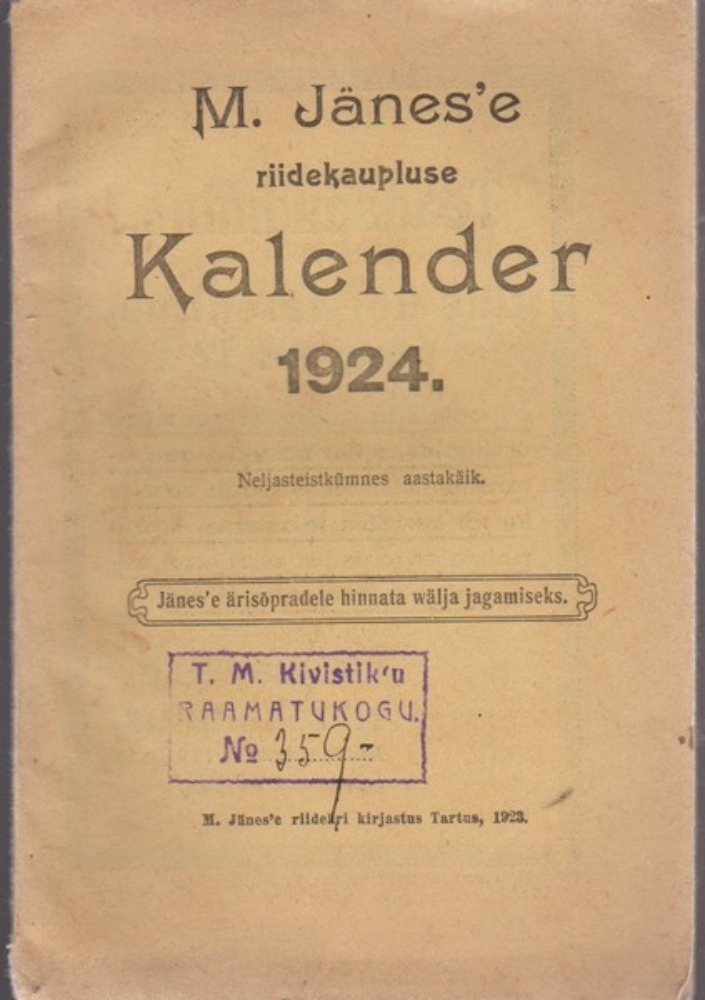 M. Jänes'e
riidekaupluse
Kalender
1924.
Neljasteistkümnes aastakäik.
Jänes'e ärisõpradele hinnata wälja jagamiseks.
T. M. Kivistik'u
RAAMATUKOGU.
№ 359-
M. Jänes'e riideäri kirjastus Tartus, 1923.